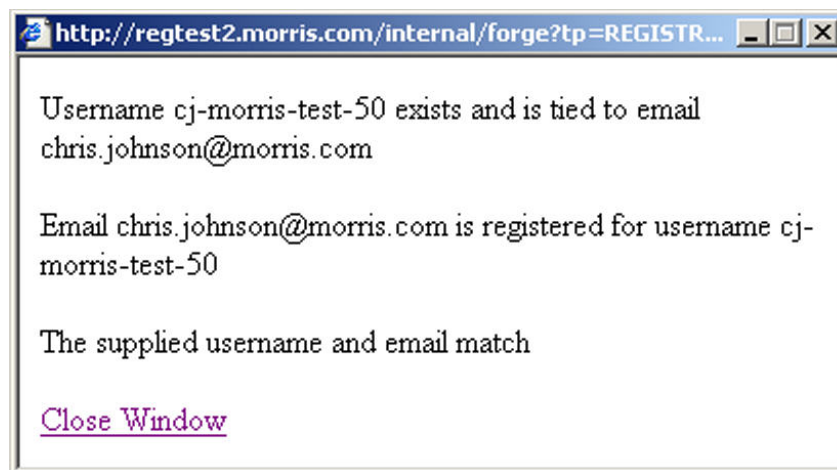 http://regtest2.morris.com/internal/forge?tp=REGISTR...
Username cj-morris-test-50 exists and is tied to email
chris.johnson@morris.com
Email chris.johnson@morris.com is registered for username cj-
morris-test-50
The supplied username and email match
Close Window